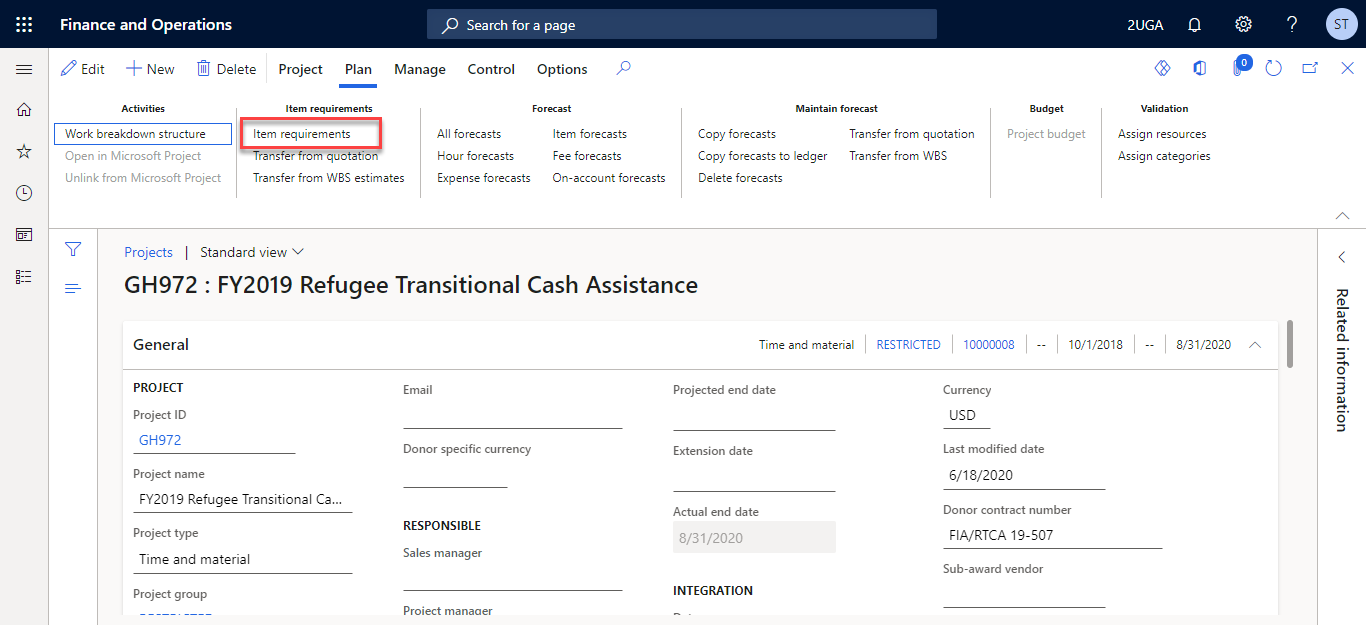 Finance and Operations
Search for a page
2UGA
ST
Edit
New
Delete
Project
Plan
Manage
Control
Options
0
Activities
Work breakdown structure
Open in Microsoft Project
Unlink from Microsoft Project
Item requirements
Item requirements
Transfer from quotation
Transfer from WBS estimates
Forecast
All forecasts
Hour forecasts
Expense forecasts
Item forecasts
Fee forecasts
On-account forecasts
Maintain forecast
Copy forecasts
Copy forecasts to ledger
Delete forecasts
Transfer from quotation
Transfer from WBS
Budget
Project budget
Validation
Assign resources
Assign categories
Projects | Standard view
GH972 : FY2019 Refugee Transitional Cash Assistance
General
Time and material
RESTRICTED
10000008
--
10/1/2018
--
8/31/2020
PROJECT
Project ID
GH972
Project name
FY2019 Refugee Transitional Ca...
Project type
Time and material
Project group
RESTRICTED
Email
Donor specific currency
RESPONSIBLE
Sales manager
Project manager
Projected end date
Extension date
Actual end date
8/31/2020
INTEGRATION
Currency
USD
Last modified date
6/18/2020
Donor contract number
FIA/RTCA 19-507
Sub-award vendor
Related information